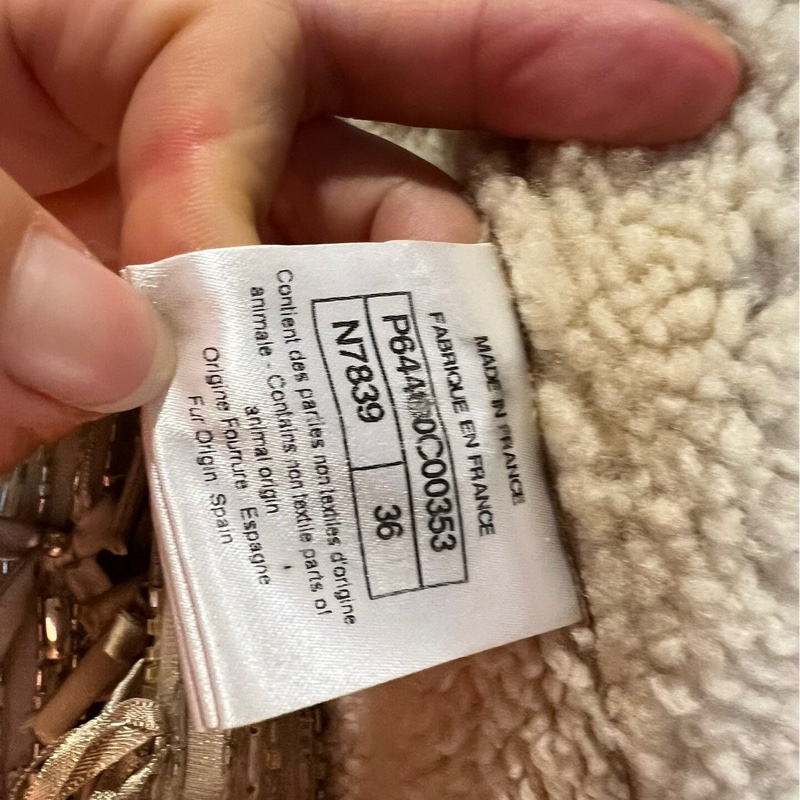 MADE IN FRANCE
FABRIQUE EN FRANCE
N7839 36
Contient des parties non textiles d'origine
animale - Contains non textile parts of
animal origin
Origine Fourrure Espagne
Fur Origin Spain